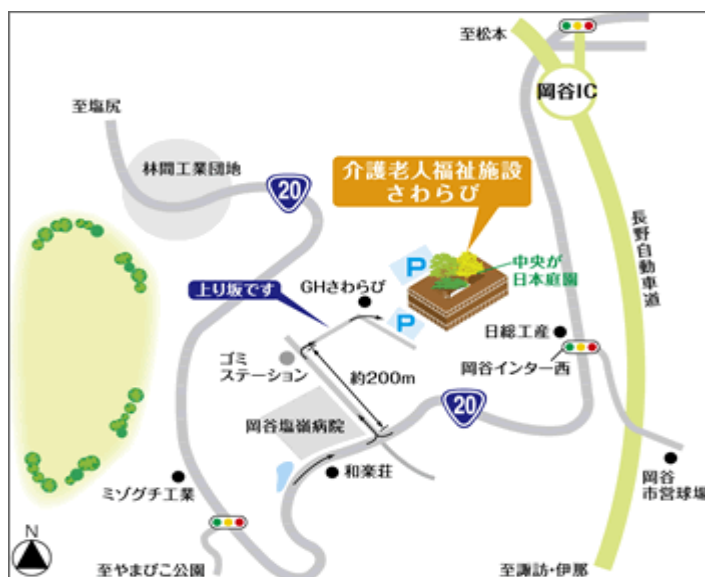 至松本
岡谷IC
至塩尻
林間工業団地
20
介護老人福祉施設
さわらび
長野自動車道
P
中央が
日本庭園
上り坂です
GHさわらび
P
日総工産
ゴミ
ステーション
岡谷インター西
約200m
20
岡谷塩嶺病院
和楽荘
岡谷
市営球場
ミゾグチ工業
N
至やまびこ公園
至諏訪・伊那